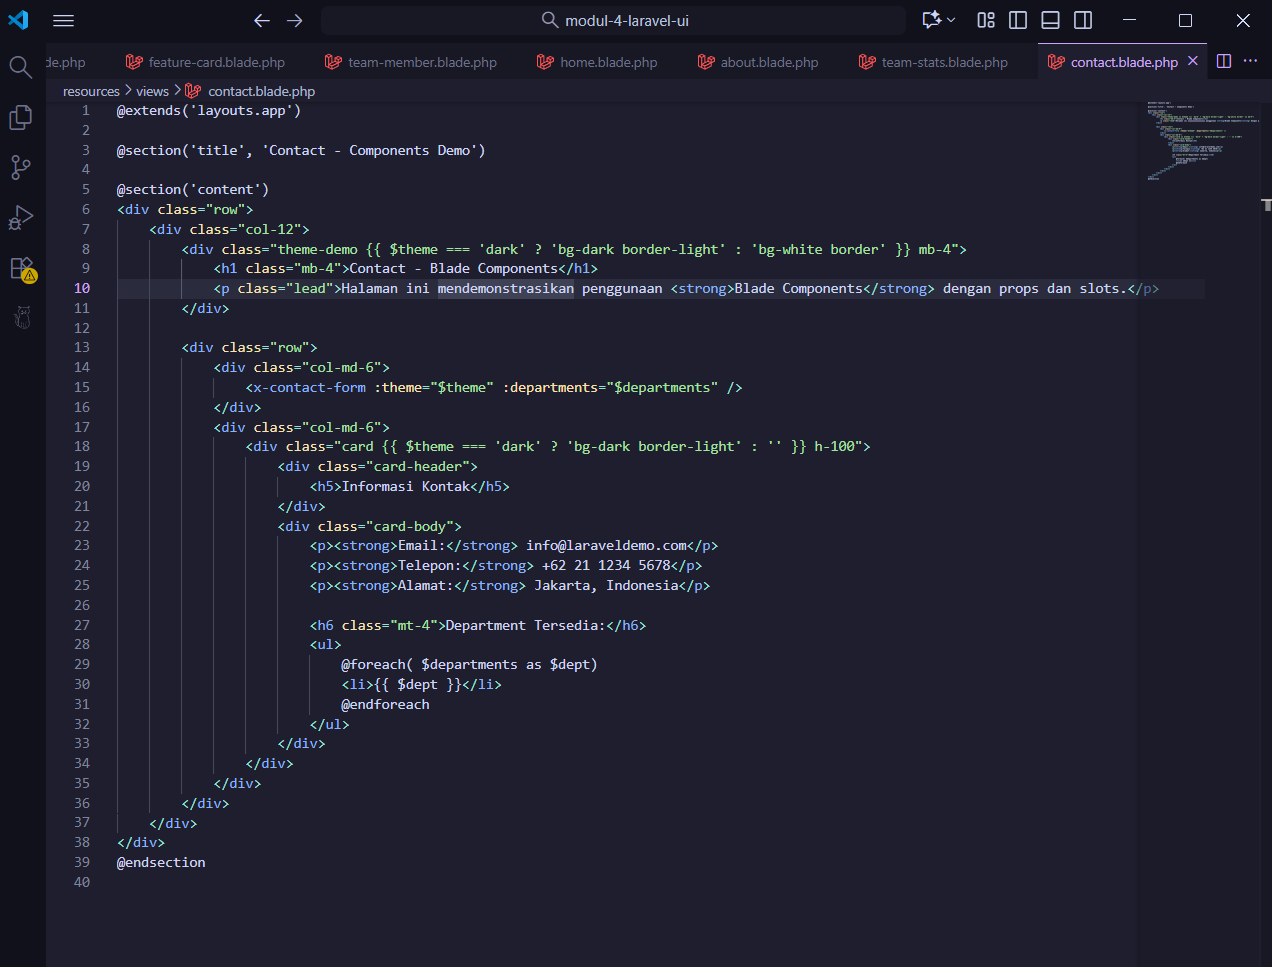 modul-4-laravel-ui
de.php feature-card.blade.php team-member.blade.php home.blade.php about.blade.php team-stats.blade.php contact.blade.php
resources > views > contact.blade.php
1 @extends('layouts.app')
2
3 @section('title', 'Contact - Components Demo')
4
5 @section('content')
6 <div class="row">
7 <div class="col-12">
8 <div class="theme-demo {{ $theme === 'dark' ? 'bg-dark border-light' : 'bg-white border' }} mb-4">
9 <h1 class="mb-4">Contact - Blade Components</h1>
10 <p class="lead">Halaman ini mendemonstrasikan penggunaan <strong>Blade Components</strong> dengan props dan slots.</p>
11 </div>
12
13 <div class="row">
14 <div class="col-md-6">
15 <x-contact-form :theme="$theme" :departments="$departments" />
16 </div>
17 <div class="col-md-6">
18 <div class="card {{ $theme === 'dark' ? 'bg-dark border-light' : '' }} h-100">
19 <div class="card-header">
20 <h5>Informasi Kontak</h5>
21 </div>
22 <div class="card-body">
23 <p><strong>Email:</strong> info@laraveldemo.com</p>
24 <p><strong>Telepon:</strong> +62 21 1234 5678</p>
25 <p><strong>Alamat:</strong> Jakarta, Indonesia</p>
26
27 <h6 class="mt-4">Department Tersedia:</h6>
28 <ul>
29 @foreach( $departments as $dept)
30 <li>{{ $dept }}</li>
31 @endforeach
32 </ul>
33 </div>
34 </div>
35 </div>
36 </div>
37 </div>
38 </div>
39 @endsection
40